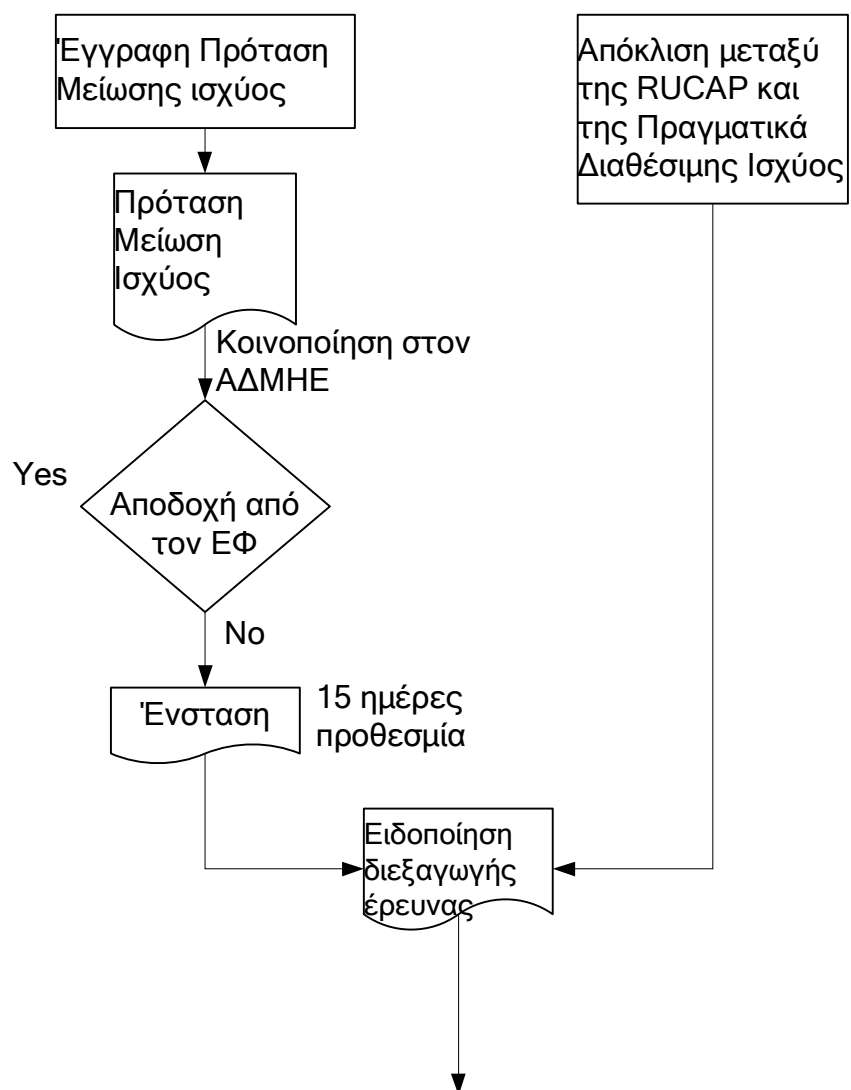 Έγγραφη Πρόταση
Μείωσης ισχύος
Απόκλιση μεταξύ
της RUCAP και
της Πραγματικά
Διαθέσιμης Ισχύος
Πρόταση
Μείωση
Ισχύος
Κοινοποίηση στον
ΑΔΜΗΕ
Yes
Αποδοχή από
τον ΕΦ
No
Ένσταση
15 ημέρες
προθεσμία
Ειδοποίηση
διεξαγωγής
έρευνας